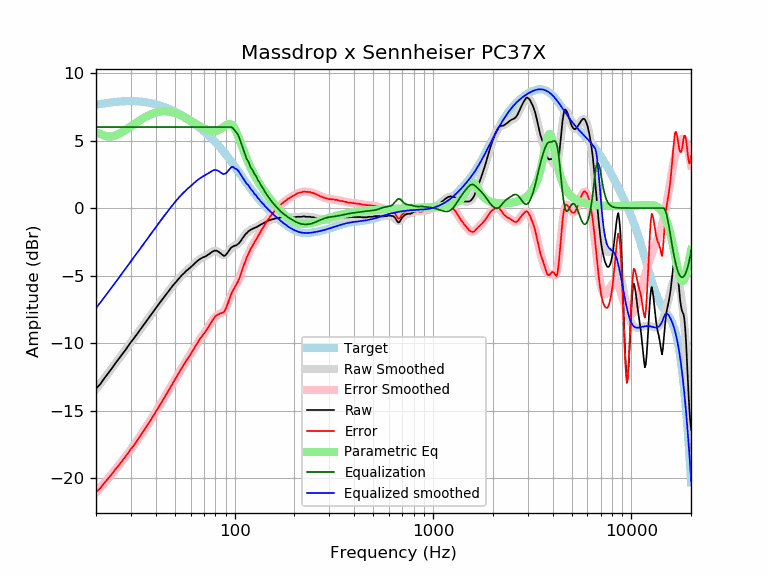 Massdrop x Sennheiser PC37X
Amplitude (dBr)
10
5
0
−5
−10
−15
−20
Target
Raw Smoothed
Error Smoothed
Raw
Error
Parametric Eq
Equalization
Equalized smoothed
100 1000 10000
Frequency (Hz)